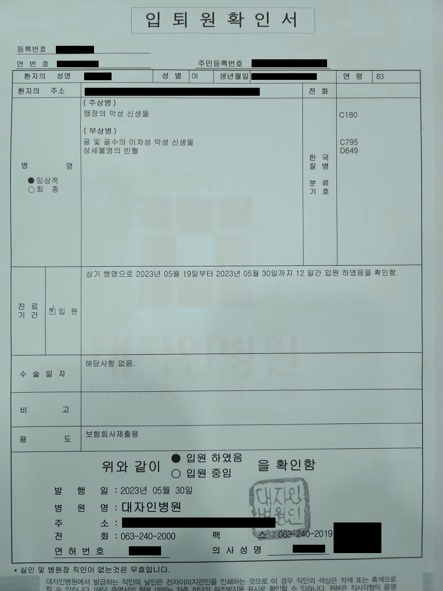 입퇴원확인서
등록번호
연 번호 주민등록번호
환자의 성명 성 별 여 생년월일 연 령 83
환자의 주소 전 화
(주상병)
맹장의 악성 신생물 C180
(부상병)
골 및 골수의 이차성 악성 신생물 C795
상세불명의 빈혈 D649
병 명
●임상적
○최 종
한국
질병
분류
기호
상기 병명으로 2023년 05월 19일부터 2023년 05월 30일까지 12 일간 입원 하였음을 확인함.
진료
기간
입 원
수술일자 해당사항 없음.
비 고
용 도 보험회사제출용
위와 같이 ● 입원 하였음 을 확인함
○ 입원 중임
발 행 일 : 2023년 05월 30일
병 원 명 : 대자인병원
주 소 :
전 화 : 063-240-2000 팩 스 : 063-240-2019
면허번호 의사성명
대자인
병원인
* 실인 및 병원장 직인이 없는것은 무효입니다.
대자인병원에서 발급하는 직인의 날인은 전자이미지관인을 인쇄하는 것으로 이 경우 직인의 색상은 적색 또는 흑색으로